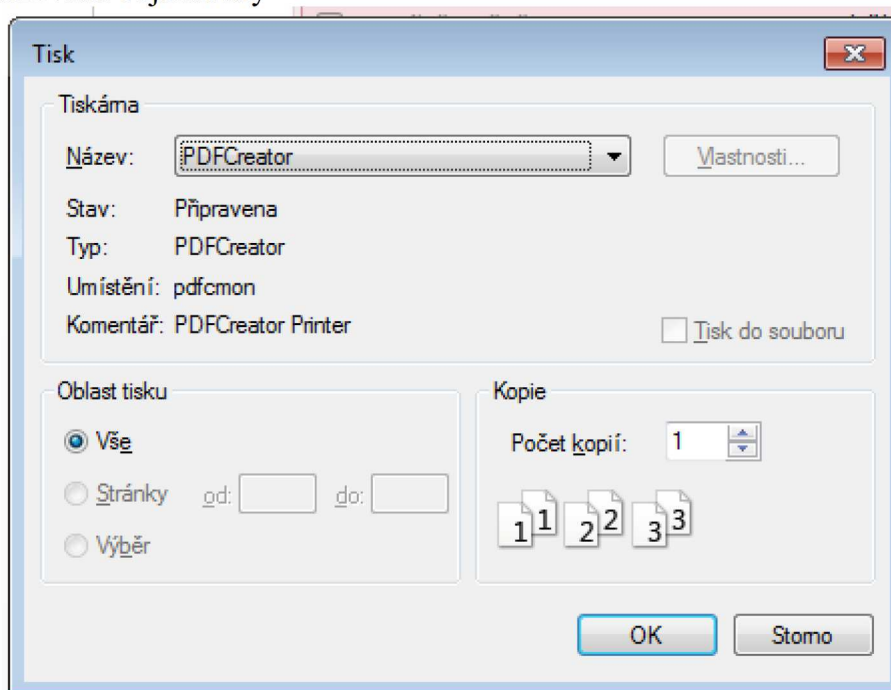 Tisk
Tiskárna
Název: PDFCreator Vlastnosti...
Stav: Připravena
Typ: PDFCreator
Umístění: pdfcmon
Komentář: PDFCreator Printer Tisk do souboru
Oblast tisku
Vše
Stránky od: do:
Výběr
Kopie
Počet kopií: 1
1 1 2 2 3 3
OK Storno